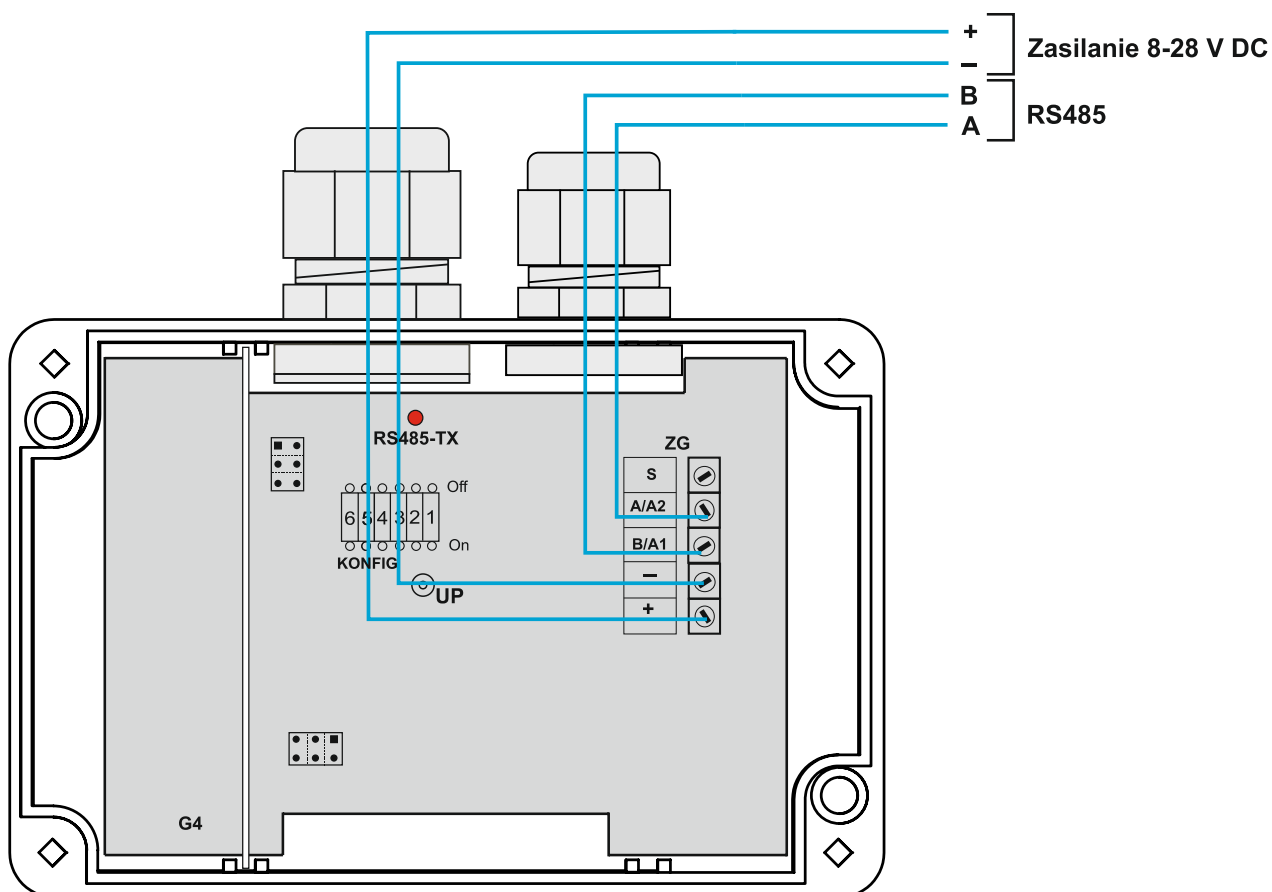 +
Zasilanie 8-28 V DC
–
B
RS485
A
RS485-TX
ZG
S
Off
A/A2
6 5 4 3 2 1
B/A1
On
KONFIG
–
UP
+
G4